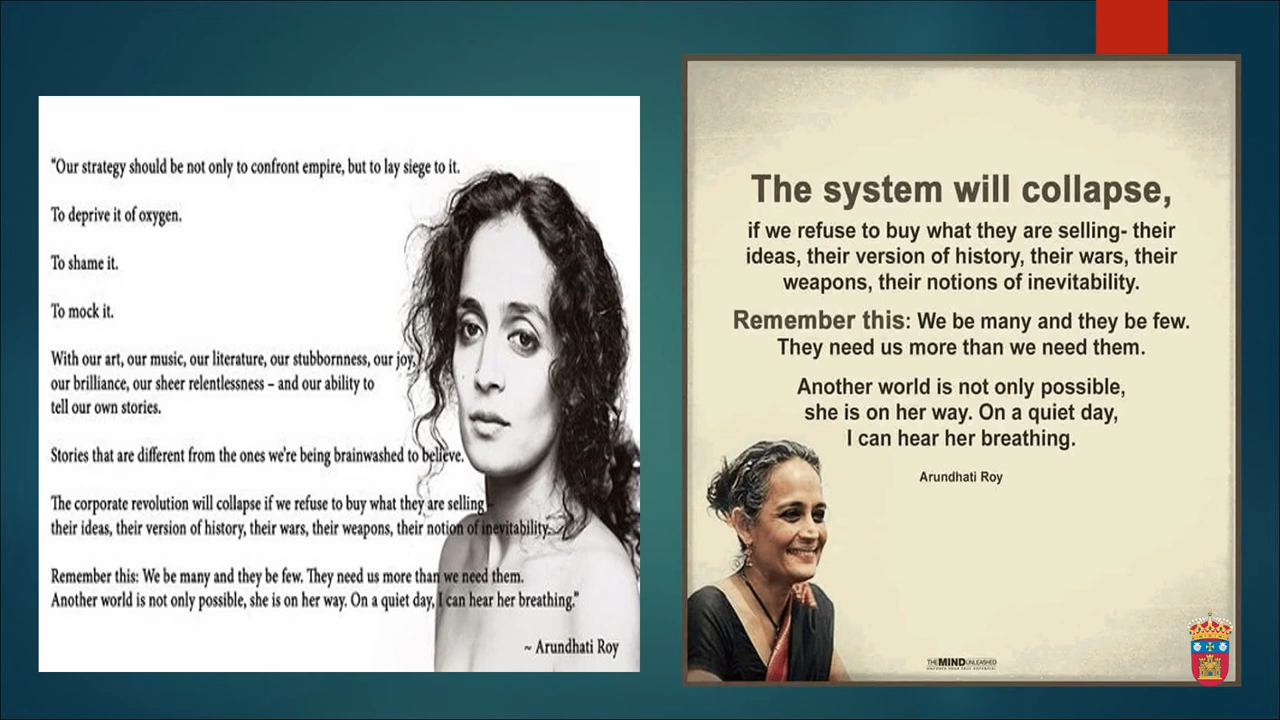 “Our strategy should be not only to confront empire, but to lay siege to it.
To deprive it of oxygen.
To shame it.
To mock it.
With our art, our music, our literature, our stubbornness, our joy,
our brilliance, our sheer relentlessness – and our ability to
tell our own stories.
Stories that are different from the ones we're being brainwashed to believe.
The corporate revolution will collapse if we refuse to buy what they are selling –
their ideas, their version of history, their wars, their weapons, their notion of inevitability.
Remember this: We be many and they be few. They need us more than we need them.
Another world is not only possible, she is on her way. On a quiet day, I can hear her breathing.”
~ Arundhati Roy
The system will collapse,
if we refuse to buy what they are selling- their
ideas, their version of history, their wars, their
weapons, their notions of inevitability.
Remember this: We be many and they be few.
They need us more than we need them.
Another world is not only possible,
she is on her way. On a quiet day,
I can hear her breathing.
Arundhati Roy
THEMINDUNLEASHED
UNCOVER YOUR TRUE POTENTIAL